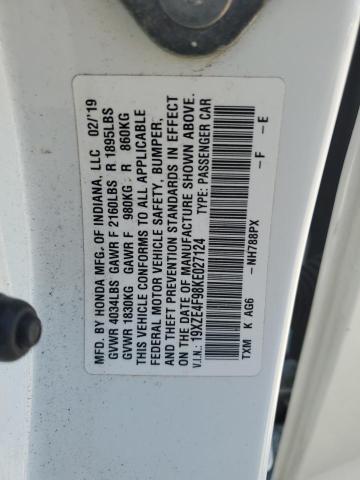 MFD. BY HONDA MFG. OF INDIANA, LLC 02/'19
GVWR 4034LBS GAWR F 2160LBS R 1895LBS
GVWR 1830KG GAWR F 980KG R 860KG
THIS VEHICLE CONFORMS TO ALL APPLICABLE
FEDERAL MOTOR VEHICLE SAFETY, BUMPER,
AND THEFT PREVENTION STANDARDS IN EFFECT
ON THE DATE OF MANUFACTURE SHOWN ABOVE.
V.I.N.: 19XZE4F98KE027124 TYPE: PASSENGER CAR
TXM K AG6 -NH788PX -F -E